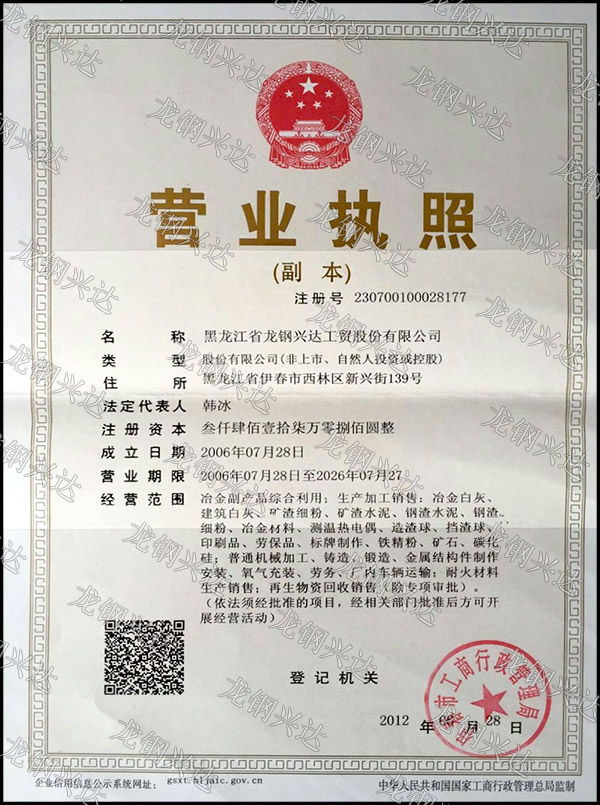 营业执照
(副 本)
注册号 230700100028177
名 称 黑龙江省龙钢兴达工贸股份有限公司
类 型 股份有限公司(非上市、自然人投资或控股)
住 所 黑龙江省伊春市西林区新兴街139号
法定代表人 韩冰
注册资本 叁仟肆佰壹拾柒万零捌佰圆整
成立日期 2006年07月28日
营业期限 2006年07月28日至2026年07月27
经营范围 冶金副产品综合利用；生产加工销售：冶金白灰、
建筑白灰、矿渣细粉、矿渣水泥、钢渣水泥、钢渣
细粉、冶金材料、测温热电偶、造渣球、挡渣球、
印刷品、劳保品、标牌制作、铁精粉、矿石、碳化
硅；普通机械加工、铸造、锻造、金属结构件制作
安装、氧气充装、劳务、厂内车辆运输；耐火材料
生产销售；再生物资回收销售（除专项审批）。
（依法须经批准的项目，经相关部门批准后方可开
展经营活动）
登记机关
市工商行政管理局
2012 年 28 日
企业信用信息公示系统网址： gsxt.hljaic.gov.cn
中华人民共和国国家工商行政管理总局监制
龙钢兴达